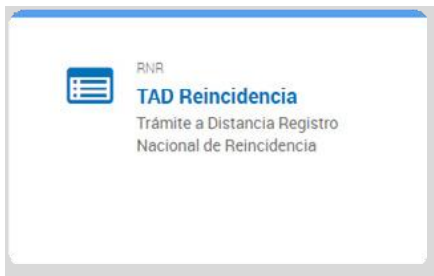 RNR
TAD Reincidencia
Trámite a Distancia Registro
Nacional de Reincidencia